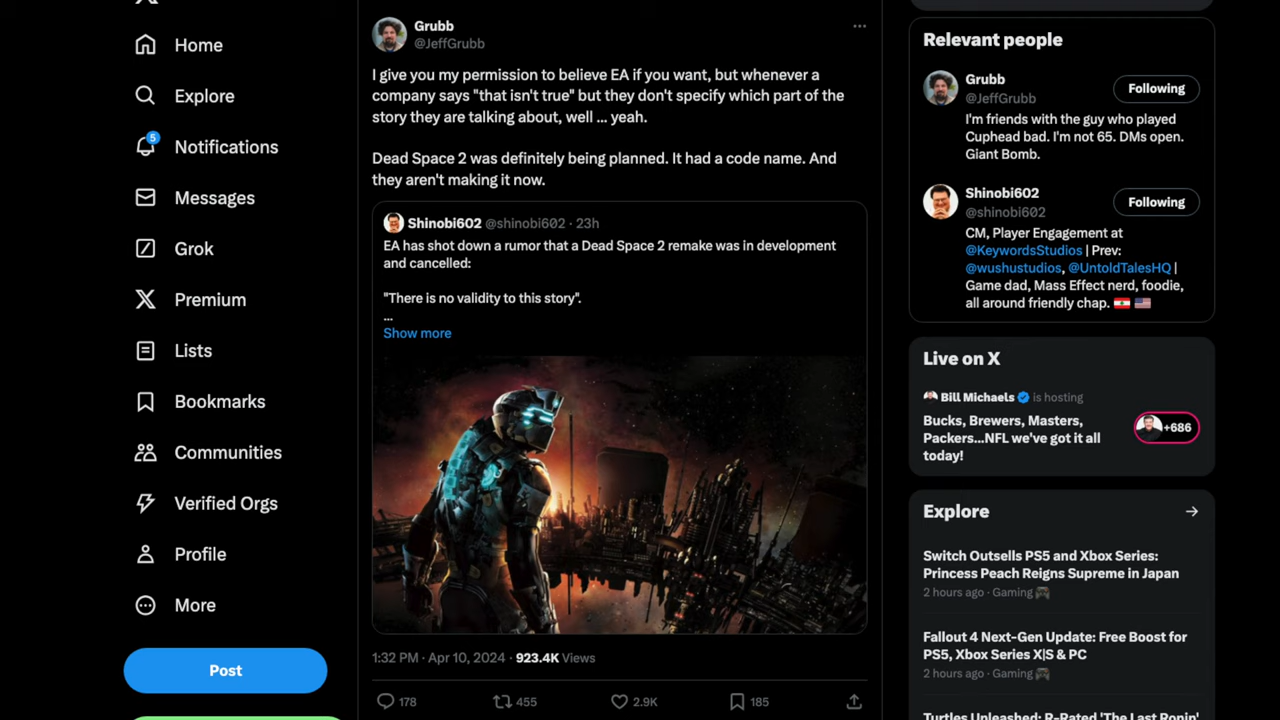 Home
Explore
5
Notifications
Messages
Grok
Premium
Lists
Bookmarks
Communities
Verified Orgs
Profile
More
Post
Grubb
@JeffGrubb
I give you my permission to believe EA if you want, but whenever a
company says "that isn't true" but they don't specify which part of the
story they are talking about, well ... yeah.
Dead Space 2 was definitely being planned. It had a code name. And
they aren't making it now.
Shinobi602 @shinobi602 · 23h
EA has shot down a rumor that a Dead Space 2 remake was in development
and cancelled:
"There is no validity to this story".
...
Show more
1:32 PM · Apr 10, 2024 · 923.4K Views
178 455 2.9K 185
Relevant people
Grubb
@JeffGrubb
Following
I'm friends with the guy who played
Cuphead bad. I'm not 65. DMs open.
Giant Bomb.
Shinobi602
@shinobi602
Following
CM, Player Engagement at
@KeywordsStudios | Prev:
@wushustudios, @UntoldTalesHQ |
Game dad, Mass Effect nerd, foodie,
all around friendly chap. 🇱🇧 🇺🇸
Live on X
Bill Michaels is hosting
Bucks, Brewers, Masters,
Packers...NFL we've got it all
today!
+686
Explore
Switch Outsells PS5 and Xbox Series:
Princess Peach Reigns Supreme in Japan
2 hours ago · Gaming 🎮
Fallout 4 Next-Gen Update: Free Boost for
PS5, Xbox Series X|S & PC
2 hours ago · Gaming 🎮
Turtles Unleashed: R-Rated 'The Last Ronin'